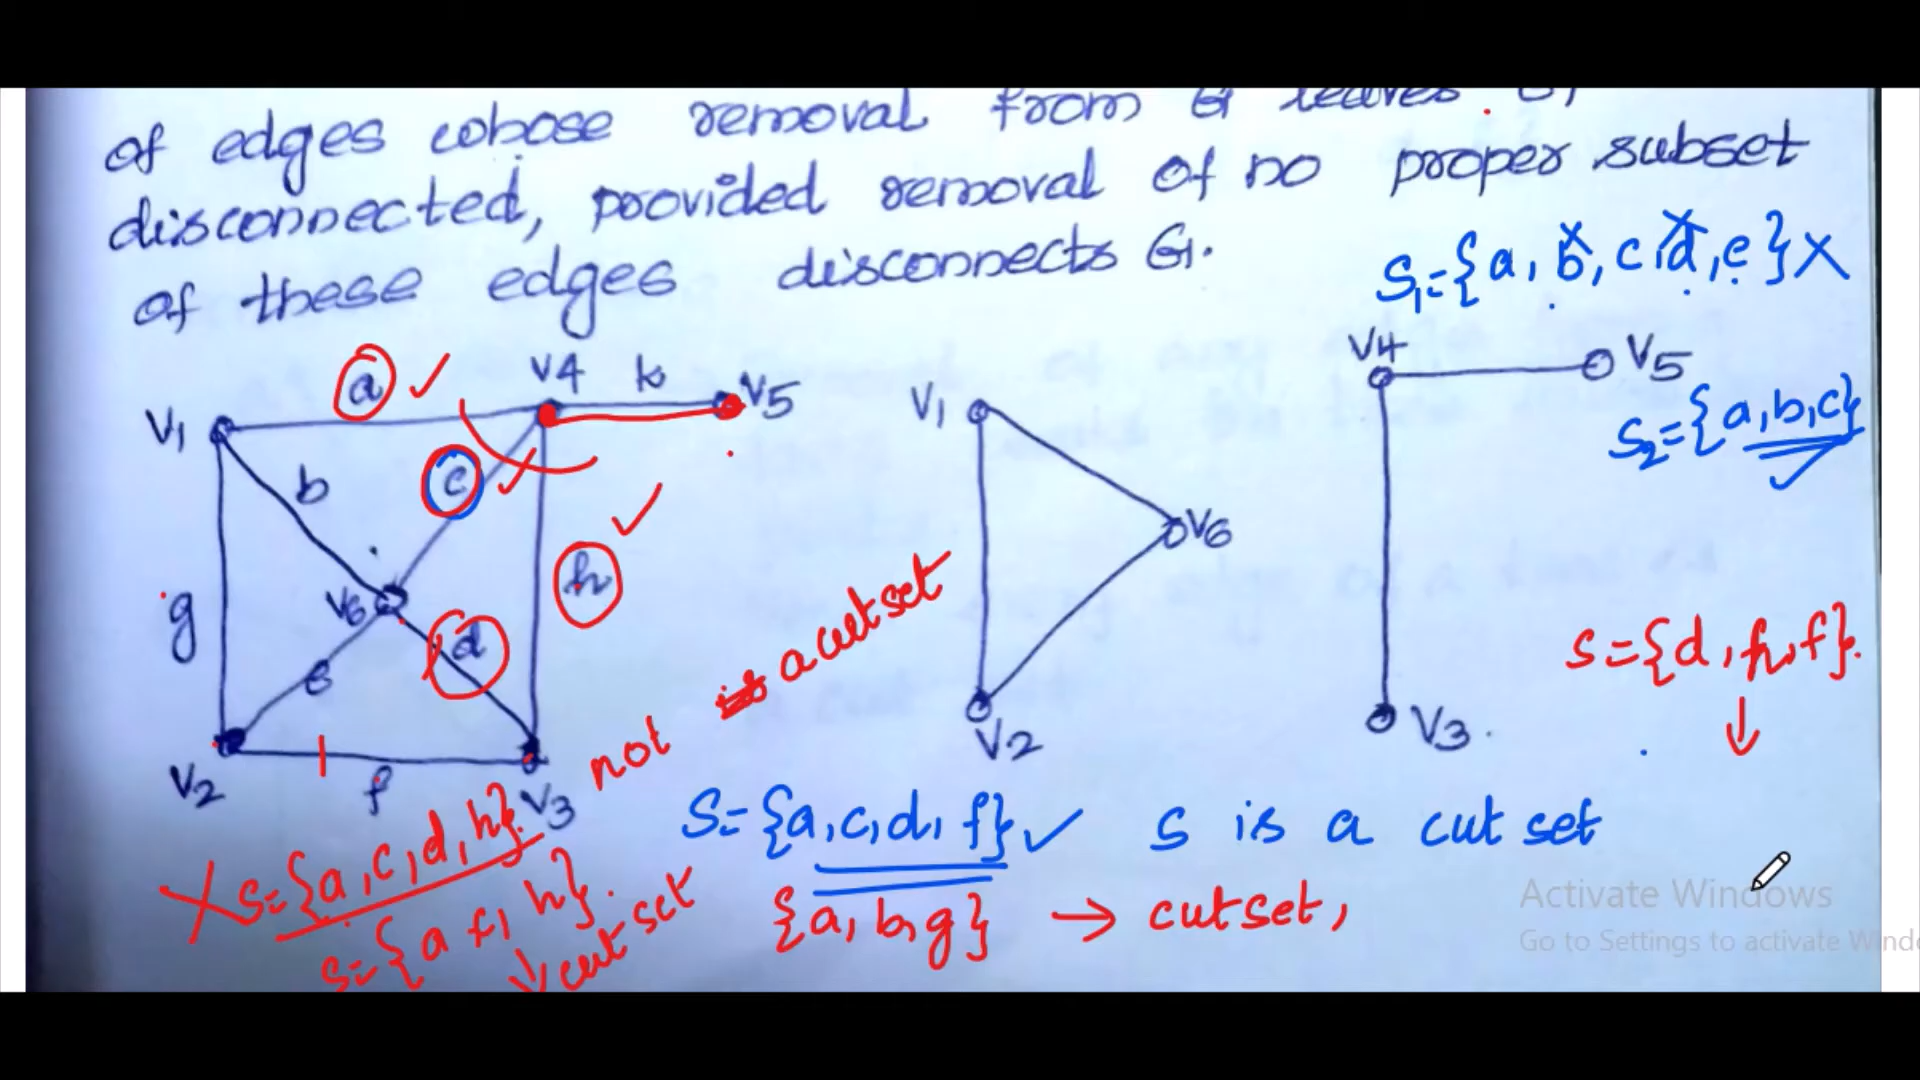 of edges whose removal from G leaves G,
disconnected, provided removal of no proper subset
of these edges disconnects G.
S1={a, b, c, d, e} X
a ✓
V4
k
V5
V1
b
c ✓
h ✓
g
V6
d
e
V2
f
V3
V1
V6
V2
V4
V5
V3.
S2={a,b,c} ✓
S={d, h, f}.
↓
not is a cutset
X S={a, c, d, h}.
S={a, c, d, f} ✓ S is a cut set
{a, b, g} → cutset,
↓ cut set
Activate Windows
Go to Settings to activate Windo